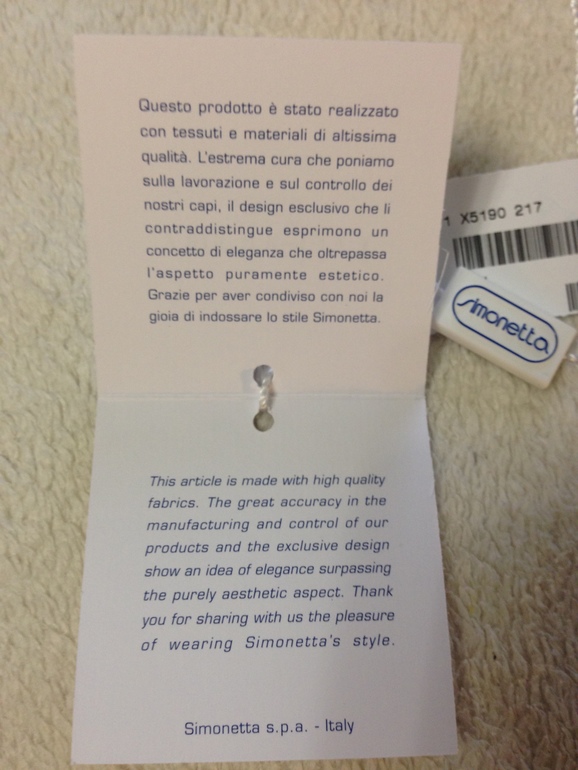 Questo prodotto è stato realizzato
con tessuti e materiali di altissima
qualità. L'estrema cura che poniamo
sulla lavorazione e sul controllo dei
nostri capi, il design esclusivo che li
contraddistingue esprimono un
concetto di eleganza che oltrepassa
l'aspetto puramente estetico.
Grazie per aver condiviso con noi la
gioia di indossare lo stile Simonetta.
This article is made with high quality
fabrics. The great accuracy in the
manufacturing and control of our
products and the exclusive design
show an idea of elegance surpassing
the purely aesthetic aspect. Thank
you for sharing with us the pleasure
of wearing Simonetta's style.
Simonetta s.p.a. - Italy
1 X5190 217
simonetta